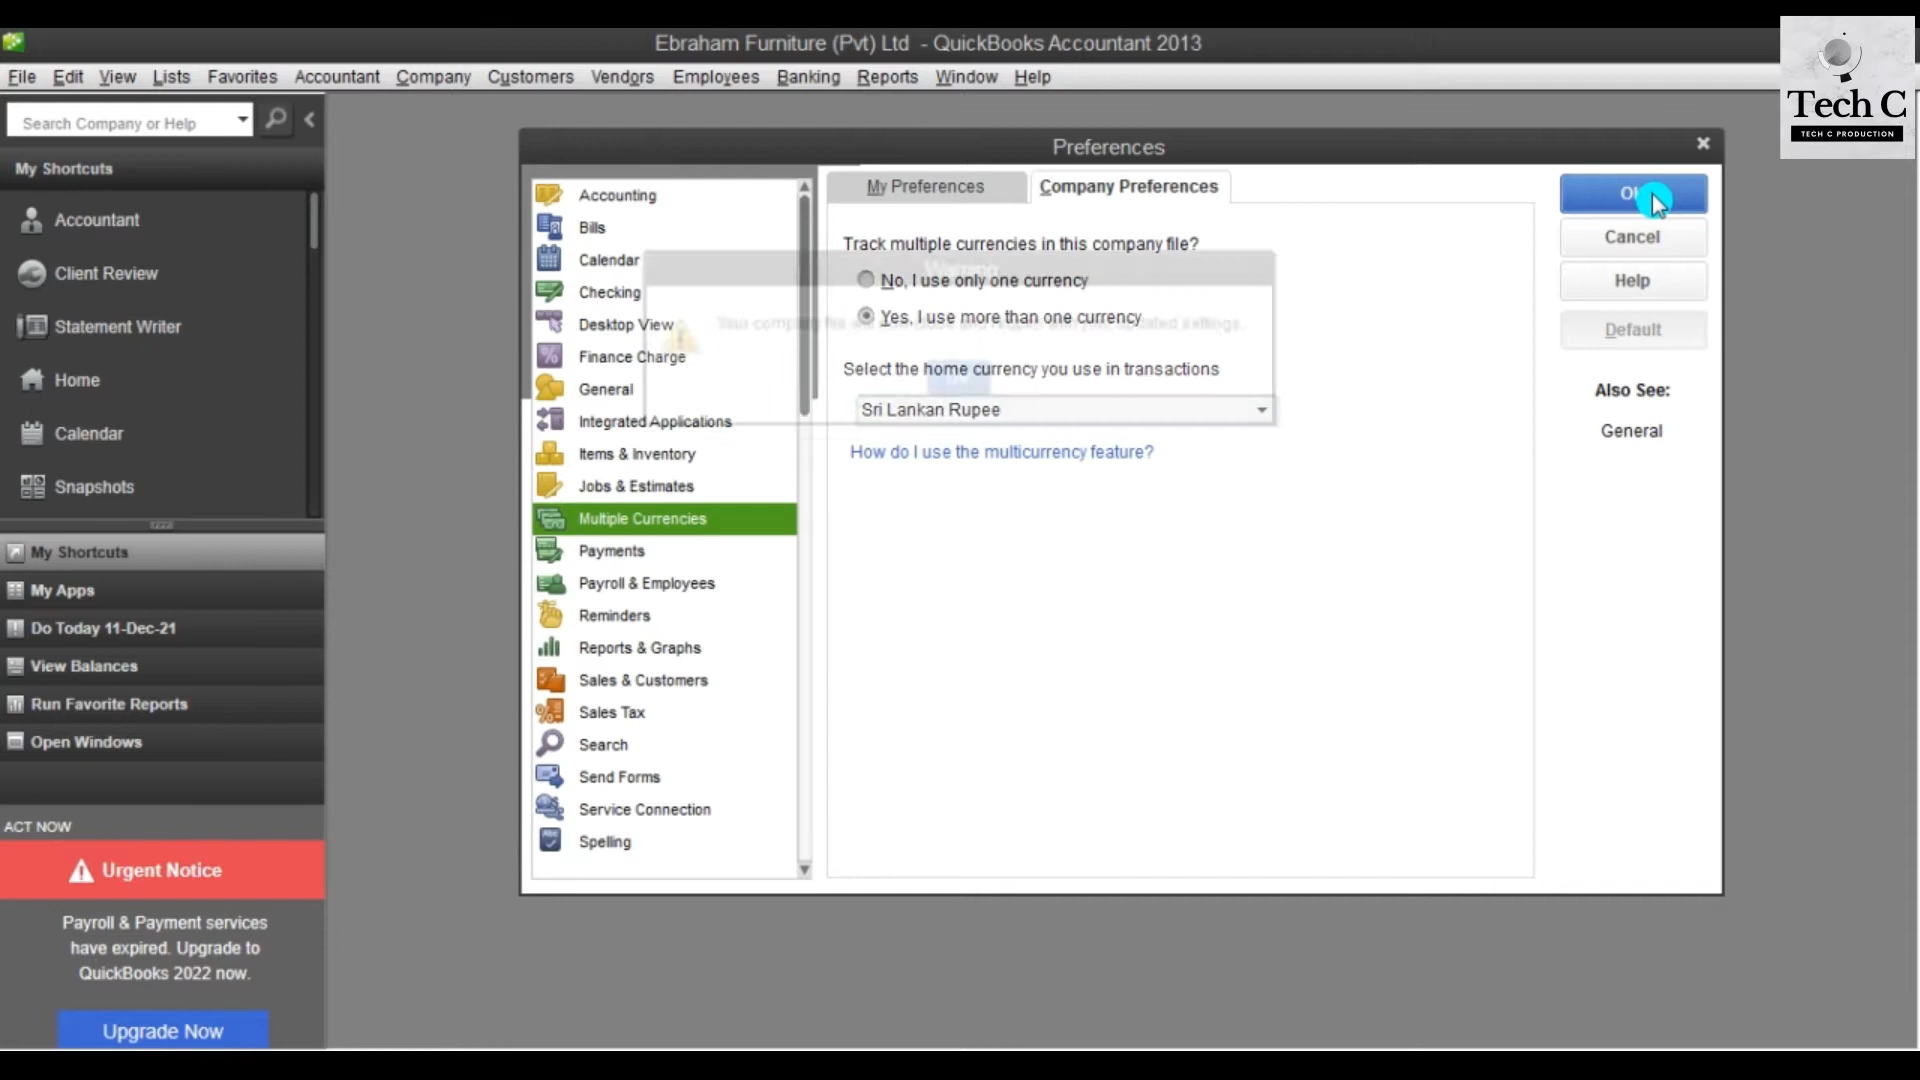 Ebraham Furniture (Pvt) Ltd - QuickBooks Accountant 2013
File Edit View Lists Favorites Accountant Company Customers Vendors Employees Banking Reports Window Help
Tech C
TECH C PRODUCTION
Search Company or Help
My Shortcuts
Accountant
Client Review
Statement Writer
Home
Calendar
Snapshots
My Shortcuts
My Apps
Do Today 11-Dec-21
View Balances
Run Favorite Reports
Open Windows
ACT NOW
Urgent Notice
Payroll & Payment services
have expired. Upgrade to
QuickBooks 2022 now.
Upgrade Now
Preferences
Accounting
Bills
Calendar
Checking
Desktop View
Finance Charge
General
Integrated Applications
Items & Inventory
Jobs & Estimates
Multiple Currencies
Payments
Payroll & Employees
Reminders
Reports & Graphs
Sales & Customers
Sales Tax
Search
Send Forms
Service Connection
Spelling
My Preferences
Company Preferences
Track multiple currencies in this company file?
Warning
No, I use only one currency
Yes, I use more than one currency
Select the home currency you use in transactions
Sri Lankan Rupee
How do I use the multicurrency feature?
Cancel
Help
Default
Also See:
General